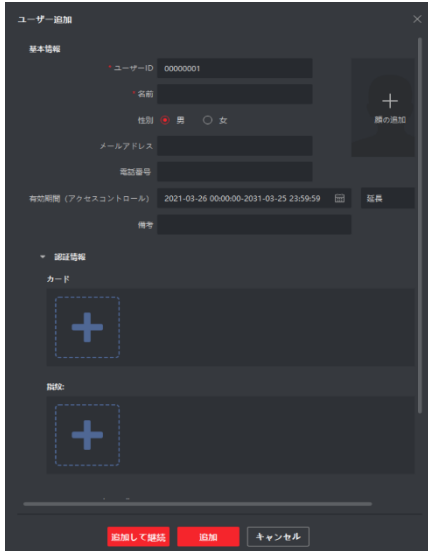 ユーザー追加
基本情報
* ユーザーID 00000001
* 名前
顔の追加
性別 男 女
メールアドレス
電話番号
有効期間（アクセスコントロール） 2021-03-26 00:00:00-2031-03-25 23:59:59 延長
備考
認証情報
カード
指紋:
追加して継続 追加 キャンセル